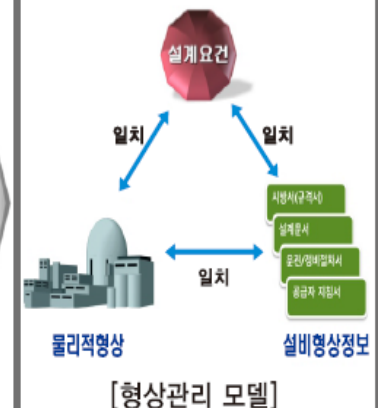 설계요건
일치
일치
시방서(규격서)
설계문서
운전/정비절차서
공급자 지침서
일치
물리적형상
설비형상정보
[형상관리 모델]